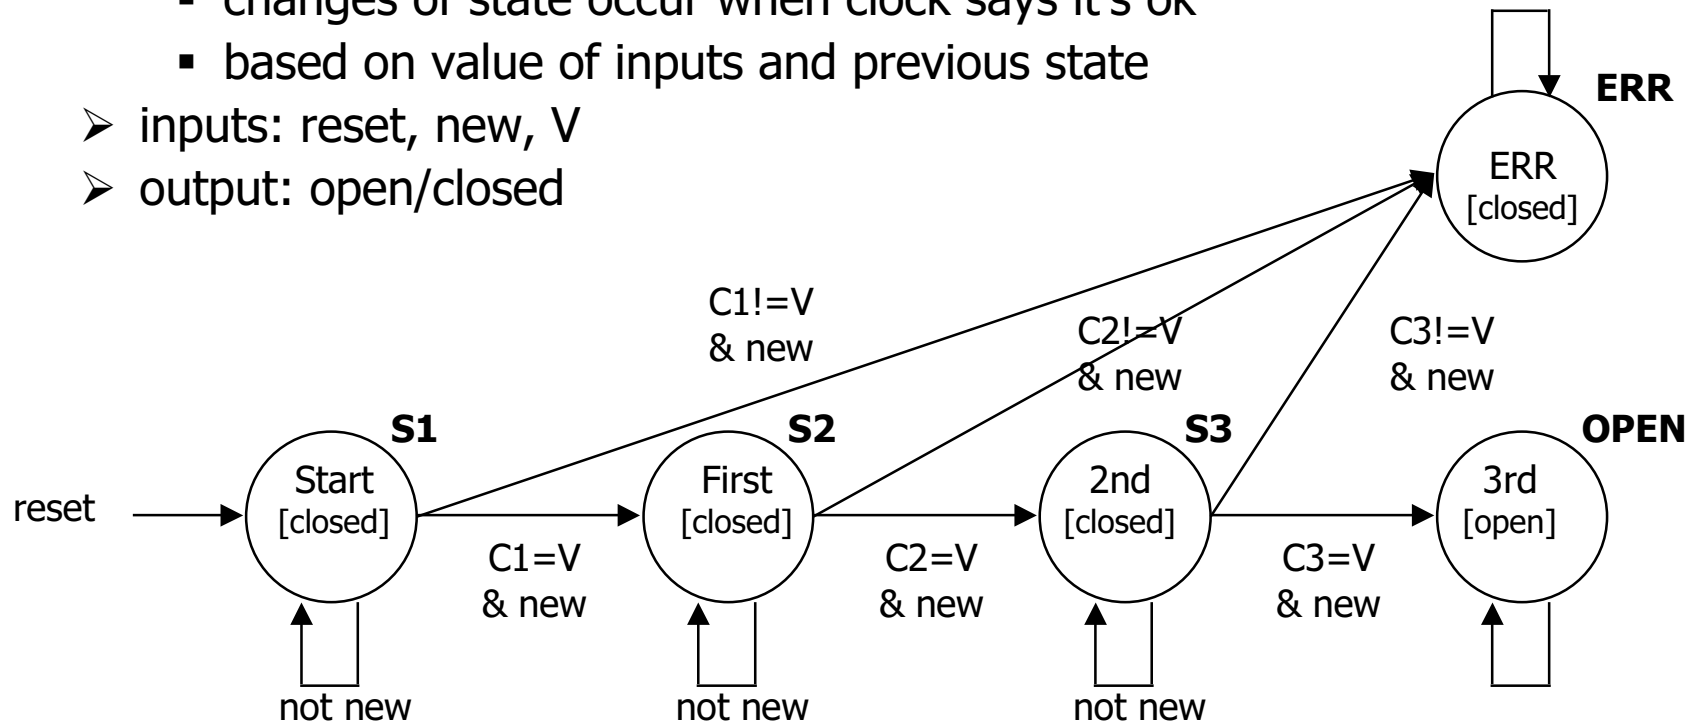 ▪ changes of state occur when clock says it's ok
▪ based on value of inputs and previous state
➢ inputs: reset, new, V
➢ output: open/closed
ERR
ERR
[closed]
C1!=V
& new
C2!=V
& new
C3!=V
& new
S1
S2
S3
OPEN
reset
Start
[closed]
First
[closed]
2nd
[closed]
3rd
[open]
C1=V
& new
C2=V
& new
C3=V
& new
not new
not new
not new